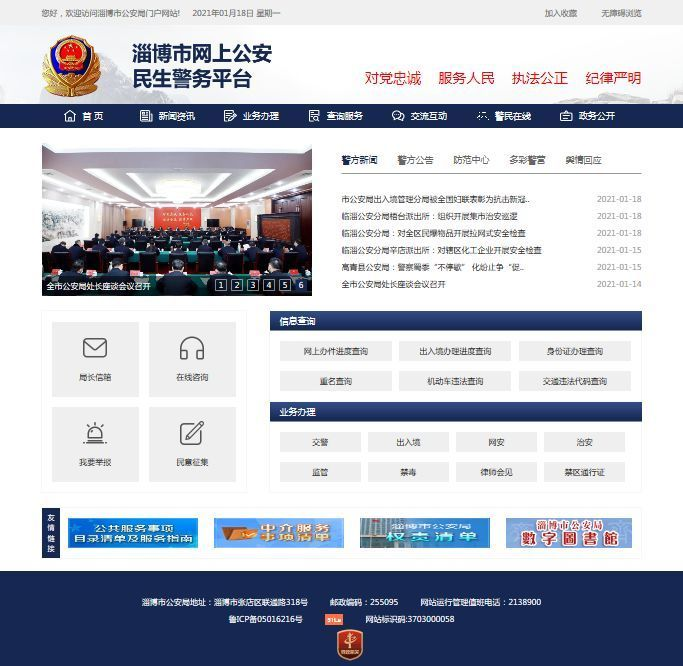 您好，欢迎访问淄博市公安局门户网站! 2021年01月18日 星期一 加入收藏 无障碍浏览
淄博市网上公安
民生警务平台
对党忠诚 服务人民 执法公正 纪律严明
首 页 新闻资讯 业务办理 查询服务 交流互动 警民在线 政务公开
警方新闻 警方公告 防范中心 多彩警营 舆情回应
市公安局出入境管理分局被全国妇联表彰为抗击新冠.. 2021-01-18
临淄公安分局稷台派出所：组织开展集市治安巡逻 2021-01-18
临淄公安分局：对全区民爆物品开展拉网式安全检查 2021-01-18
临淄公安分局辛店派出所：对辖区化工企业开展安全检查 2021-01-15
高青县公安局：警察蜀黍“不停歇” 化纷止争“促.. 2021-01-15
全市公安局处长座谈会议召开 2021-01-14
全市公安局处长座谈会议召开 1 2 3 4 5 6
局长信箱 在线咨询
我要举报 民意征集
信息查询
网上办件进度查询 出入境办理进度查询 身份证办理查询
重名查询 机动车违法查询 交通违法代码查询
业务办理
交警 出入境 网安 治安
监管 禁毒 律师会见 禁区通行证
友情链接
公共服务事项
目录清单及服务指南
中介服务
事项清单
淄博市公安局
权责清单
淄博市公安局
數字圖書館
淄博市公安局地址：淄博市张店区联通路318号 邮政编码：255095 网站运行管理值班电话：2138900
鲁ICP备05016216号 51La 网站标识码:3703000058